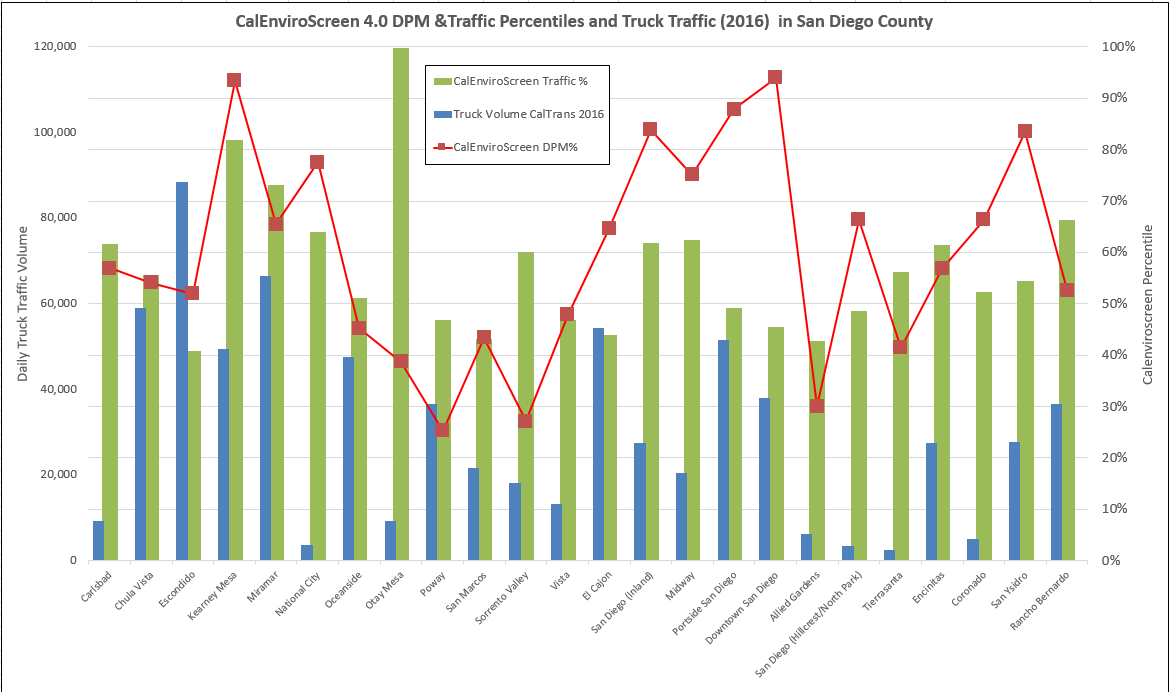 CalEnviroScreen 4.0 DPM &Traffic Percentiles and Truck Traffic (2016)  in San Diego County
120,000
100,000
80,000
60,000
40,000
20,000
0
Daily Truck Traffic Volume
CalEnviroScreen Traffic %
Truck Volume CalTrans 2016
CalEnviroScreen DPM%
100%
90%
80%
70%
60%
50%
40%
30%
20%
10%
0%
Calenviroscreen Percentile
Carlsbad
Chula Vista
Escondido
Kearney Mesa
Miramar
National City
Oceanside
Otay Mesa
Poway
San Marcos
Sorrento Valley
Vista
El Cajon
San Diego (Inland)
Midway
Portside San Diego
Downtown San Diego
Allied Gardens
San Diego (Hillcrest/North Park)
Tierrasanta
Encinitas
Coronado
San Ysidro
Rancho Bernardo